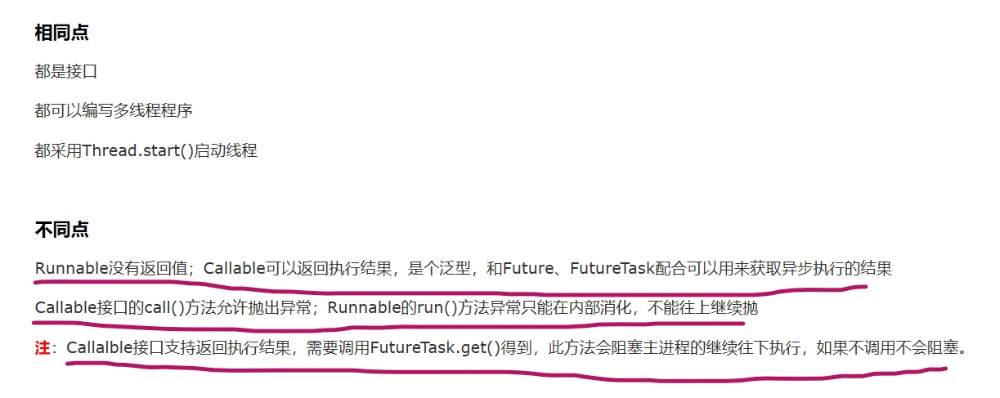 相同点
都是接口
都可以编写多线程程序
都采用Thread.start()启动线程
不同点
Runnable没有返回值；Callable可以返回执行结果，是个泛型，和Future、FutureTask配合可以用来获取异步执行的结果
Callable接口的call()方法允许抛出异常；Runnable的run()方法异常只能在内部消化，不能往上继续抛
注：Callalble接口支持返回执行结果，需要调用FutureTask.get()得到，此方法会阻塞主进程的继续往下执行，如果不调用不会阻塞。